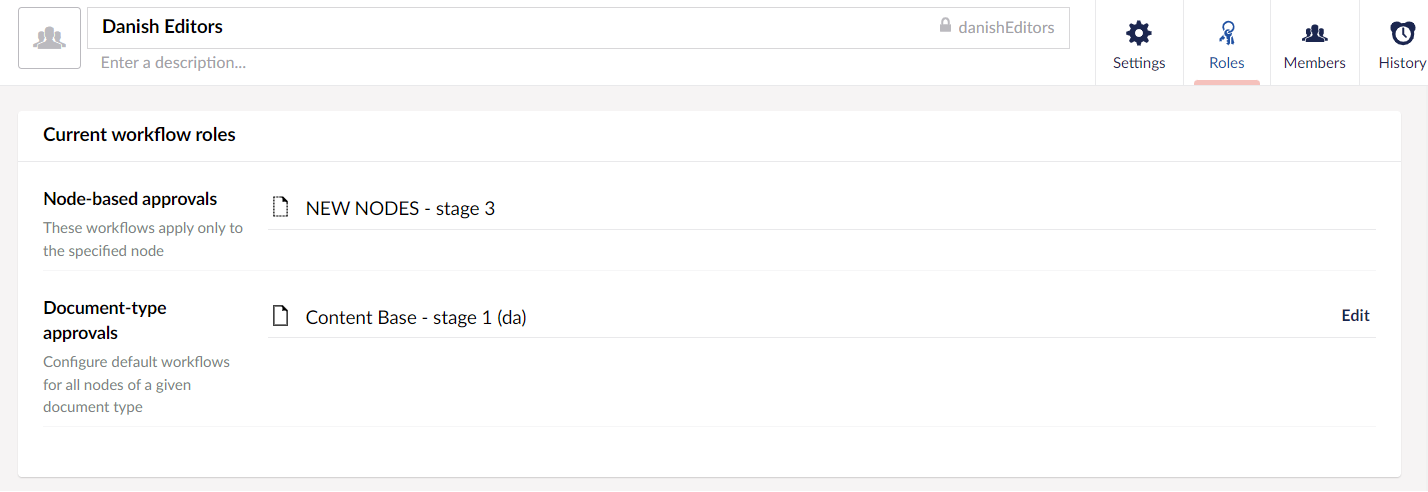 Danish Editors
danishEditors
Enter a description...
Settings
Roles
Members
History
Current workflow roles
Node-based approvals
These workflows apply only to
the specified node
NEW NODES - stage 3
Document-type
approvals
Configure default workflows
for all nodes of a given
document type
Content Base - stage 1 (da)
Edit